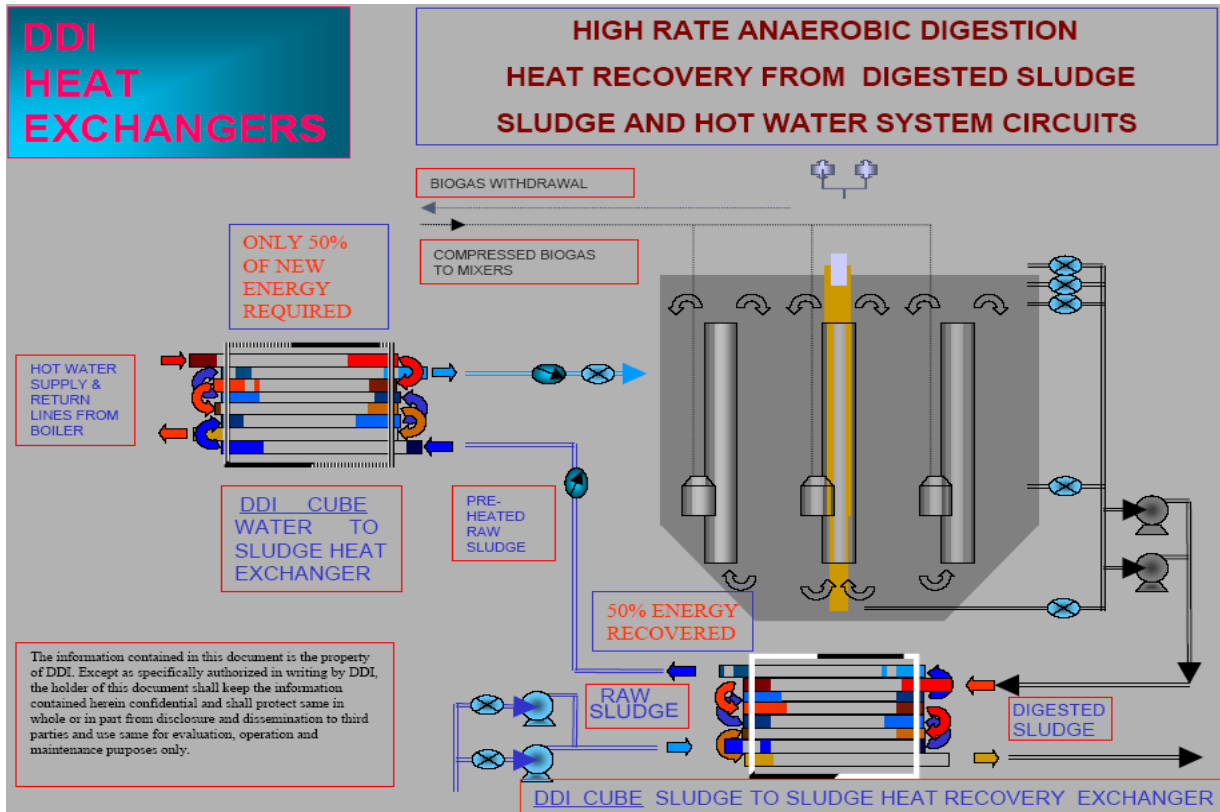 DDI
HEAT
EXCHANGERS
HIGH RATE ANAEROBIC DIGESTION
HEAT RECOVERY FROM DIGESTED SLUDGE
SLUDGE AND HOT WATER SYSTEM CIRCUITS
BIOGAS WITHDRAWAL
COMPRESSED BIOGAS
TO MIXERS
ONLY 50%
OF NEW
ENERGY
REQUIRED
HOT WATER
SUPPLY &
RETURN
LINES FROM
BOILER
DDI CUBE
WATER TO
SLUDGE HEAT
EXCHANGER
PRE-
HEATED
RAW
SLUDGE
50% ENERGY
RECOVERED
The information contained in this document is the property
of DDI. Except as specifically authorized in writing by DDI,
the holder of this document shall keep the information
contained herein confidential and shall protect same in
whole or in part from disclosure and dissemination to third
parties and use same for evaluation, operation and
maintenance purposes only.
RAW
SLUDGE
DIGESTED
SLUDGE
DDI CUBE SLUDGE TO SLUDGE HEAT RECOVERY EXCHANGER